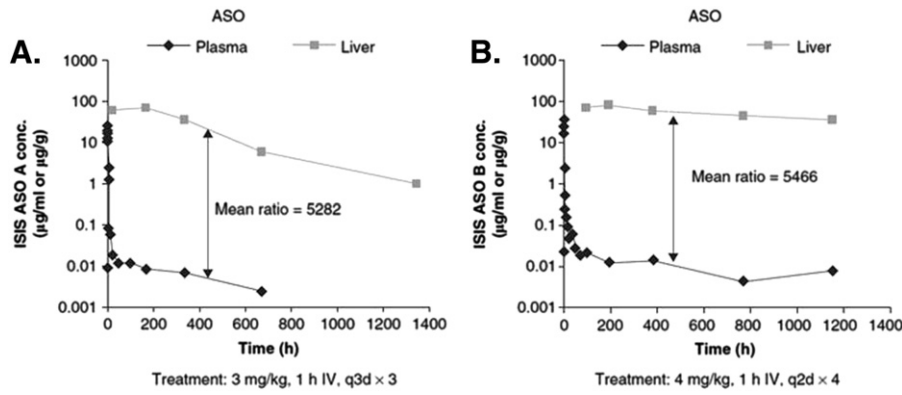 A.
ASO
Plasma Liver
ISIS ASO A conc.
(µg/ml or µg/g)
1000
100
10
1
0.1
0.01
0.001
Mean ratio = 5282
0 200 400 600 800 1000 1200 1400
Time (h)
Treatment: 3 mg/kg, 1 h IV, q3d × 3
B.
ASO
Plasma Liver
ISIS ASO B conc.
(µg/ml or µg/g)
1000
100
10
1
0.1
0.01
0.001
Mean ratio = 5466
0 200 400 600 800 1000 1200 1400
Time (h)
Treatment: 4 mg/kg, 1 h IV, q2d × 4